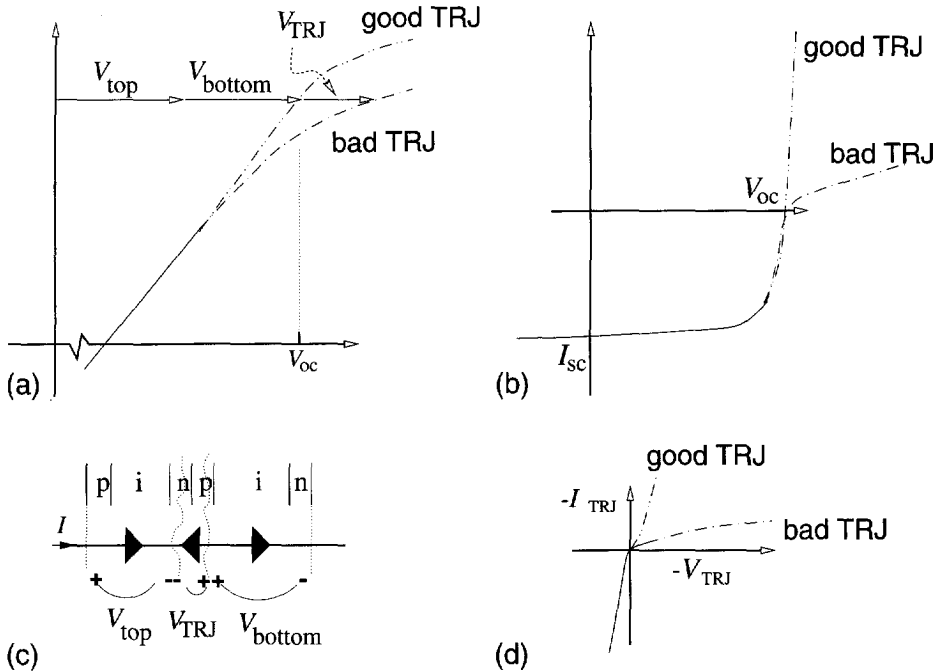 good TRJ
V_TRJ
V_top
V_bottom
bad TRJ
V_oc
(a)
good TRJ
bad TRJ
V_oc
I_sc
(b)
p i n p i n
I
+ -- ++ -
V_top V_TRJ V_bottom
(c)
good TRJ
-I_TRJ
bad TRJ
-V_TRJ
(d)